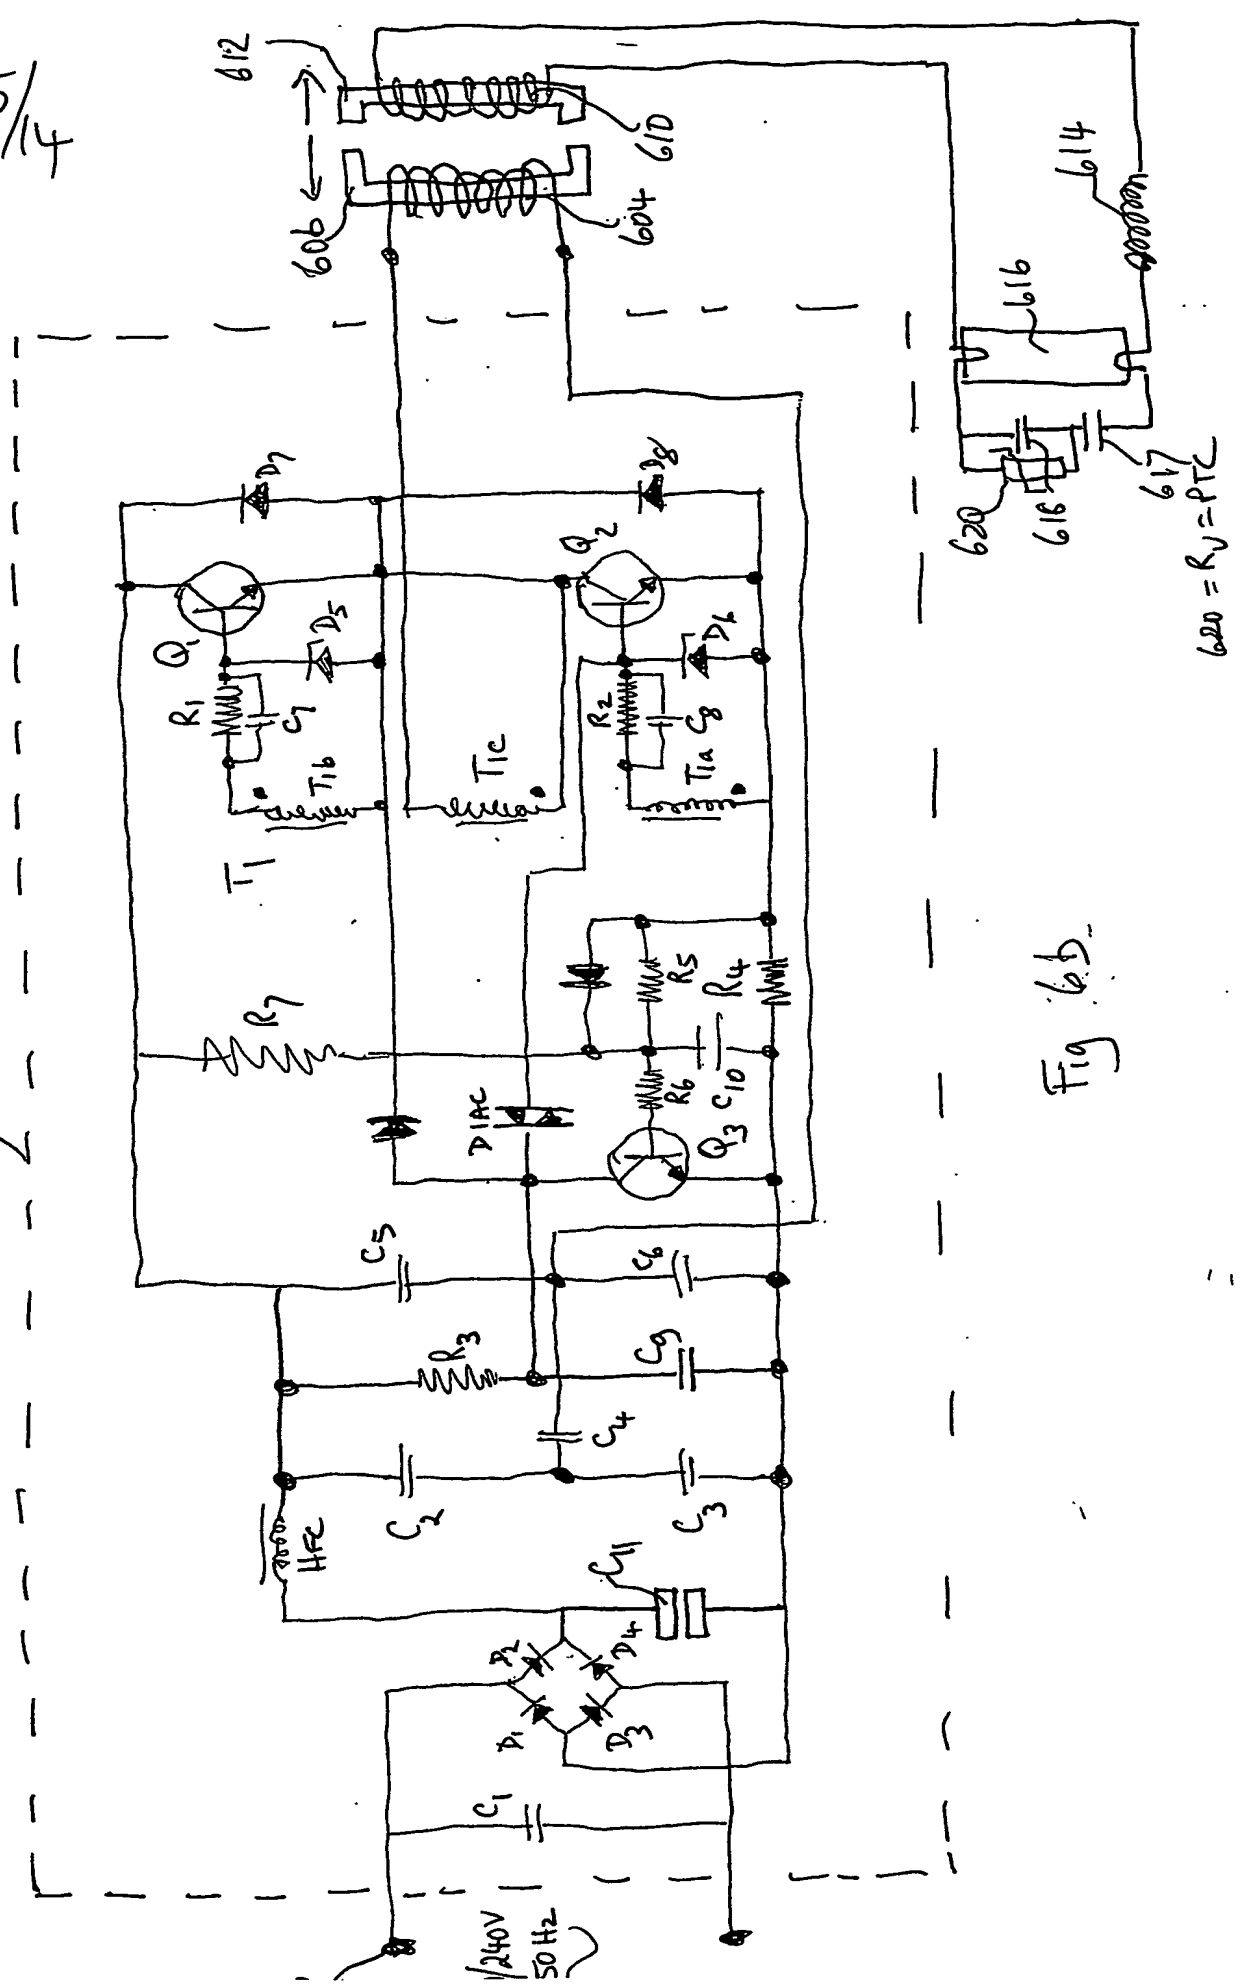 5/14
/240V
50Hz
C1
D1
D2
D3
D4
C11
HFC
C2
C3
C4
R3
C9
C5
C6
DIAC
Q3
R6
C10
R5
R4
R7
T1
T1b
T1c
T1a
R1
C7
R2
C8
Q1
D5
Q2
D6
D7
D8
606
604
612
610
614
616
617
618
620
620 = RV = PTC
Fig 6b.